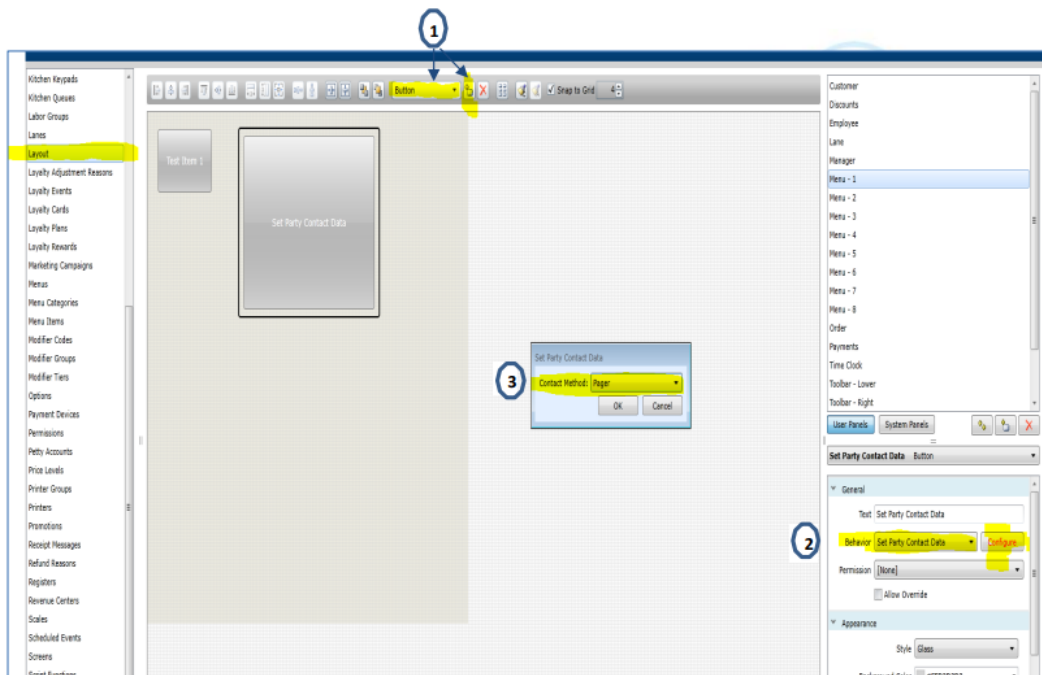 1
Kitchen Keypads
Kitchen Queues
Labor Groups
Lanes
Layout
Loyalty Adjustment Reasons
Loyalty Events
Loyalty Cards
Loyalty Plans
Loyalty Rewards
Marketing Campaigns
Menus
Menu Categories
Menu Items
Modifier Codes
Modifier Groups
Modifier Tiers
Options
Payment Devices
Permissions
Petty Accounts
Price Levels
Printer Groups
Printers
Promotions
Receipt Messages
Refund Reasons
Registers
Revenue Centers
Scales
Scheduled Events
Screens
Script Functions
Button
Snap to Grid 4
Test Item 1
Set Party Contact Data
3
Set Party Contact Data
Contact Method: Pager
OK Cancel
Customer
Discounts
Employee
Lane
Manager
Menu - 1
Menu - 2
Menu - 3
Menu - 4
Menu - 5
Menu - 6
Menu - 7
Menu - 8
Order
Payments
Time Clock
Toolbar - Lower
Toolbar - Right
User Panels System Panels
Set Party Contact Data Button
General
Text Set Party Contact Data
2
Behavior Set Party Contact Data Configure
Permission [None]
Allow Override
Appearance
Style Glass